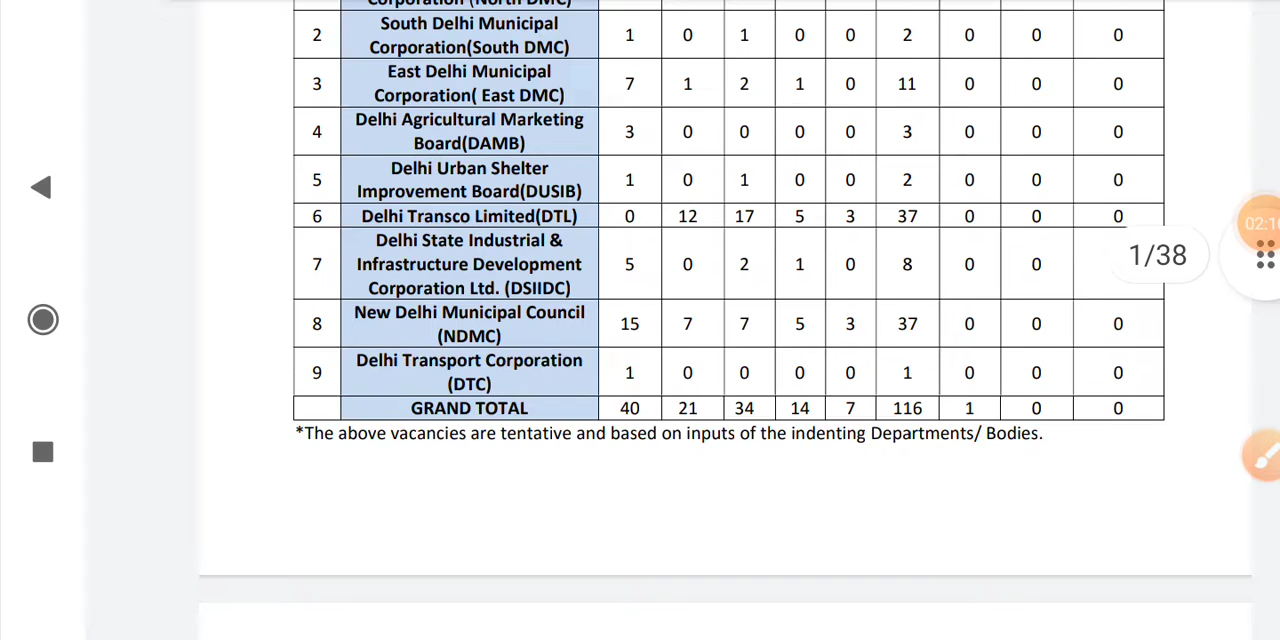 Corporation (North DMC)
2 South Delhi Municipal Corporation(South DMC) 1 0 1 0 0 2 0 0 0
3 East Delhi Municipal Corporation( East DMC) 7 1 2 1 0 11 0 0 0
4 Delhi Agricultural Marketing Board(DAMB) 3 0 0 0 0 3 0 0 0
5 Delhi Urban Shelter Improvement Board(DUSIB) 1 0 1 0 0 2 0 0 0
6 Delhi Transco Limited(DTL) 0 12 17 5 3 37 0 0 0
7 Delhi State Industrial & Infrastructure Development Corporation Ltd. (DSIIDC) 5 0 2 1 0 8 0 0
8 New Delhi Municipal Council (NDMC) 15 7 7 5 3 37 0 0 0
9 Delhi Transport Corporation (DTC) 1 0 0 0 0 1 0 0 0
GRAND TOTAL 40 21 34 14 7 116 1 0 0
*The above vacancies are tentative and based on inputs of the indenting Departments/ Bodies.
1/38